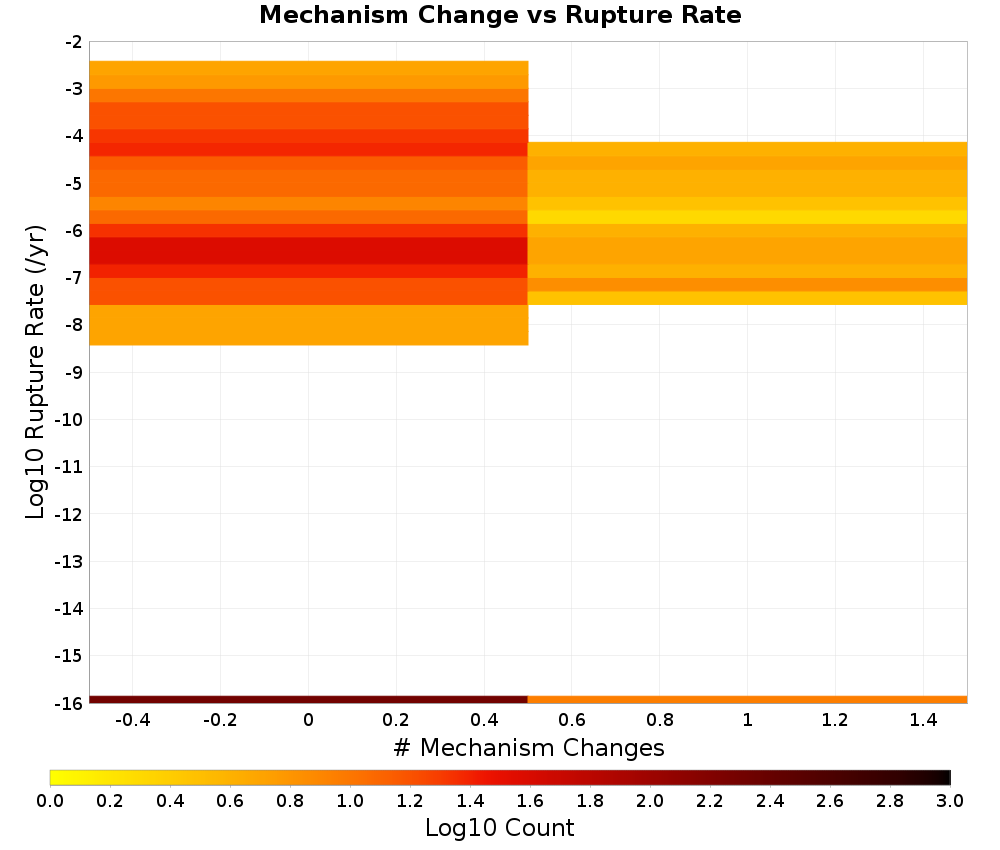 Mechanism Change vs Rupture Rate
Log10 Rupture Rate (/yr)
-2
-3
-4
-5
-6
-7
-8
-9
-10
-11
-12
-13
-14
-15
-16
-0.4 -0.2 0 0.2 0.4 0.6 0.8 1 1.2 1.4
# Mechanism Changes
0.0 0.2 0.4 0.6 0.8 1.0 1.2 1.4 1.6 1.8 2.0 2.2 2.4 2.6 2.8 3.0
Log10 Count